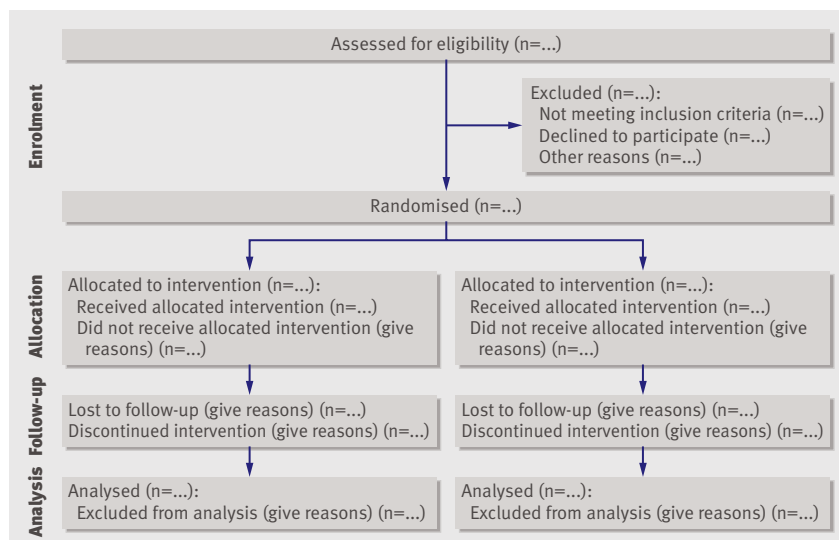 Enrolment
Assessed for eligibility (n=...)
Excluded (n=...):
Not meeting inclusion criteria (n=...)
Declined to participate (n=...)
Other reasons (n=...)
Randomised (n=...)
Allocation
Allocated to intervention (n=...):
Received allocated intervention (n=...)
Did not receive allocated intervention (give
reasons) (n=...)
Allocated to intervention (n=...):
Received allocated intervention (n=...)
Did not receive allocated intervention (give
reasons) (n=...)
Follow-up
Lost to follow-up (give reasons) (n=...)
Discontinued intervention (give reasons) (n=...)
Lost to follow-up (give reasons) (n=...)
Discontinued intervention (give reasons) (n=...)
Analysis
Analysed (n=...):
Excluded from analysis (give reasons) (n=...)
Analysed (n=...):
Excluded from analysis (give reasons) (n=...)